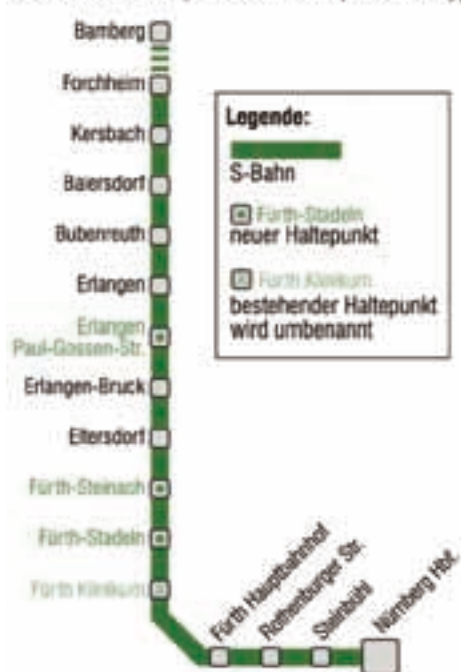 Bamberg
Forchheim
Kersbach
Baiersdorf
Bubenreuth
Erlangen
Erlangen
Paul-Gossen-Str.
Erlangen-Bruck
Eltersdorf
Fürth-Steinach
Fürth-Stadeln
Fürth Klinikum
Fürth Hauptbahnhof
Rothenburger Str.
Steinbühl
Nürnberg Hbf.
Legende:
S-Bahn
Fürth-Stadeln
neuer Haltepunkt
Fürth Klinikum
bestehender Haltepunkt
wird umbenannt